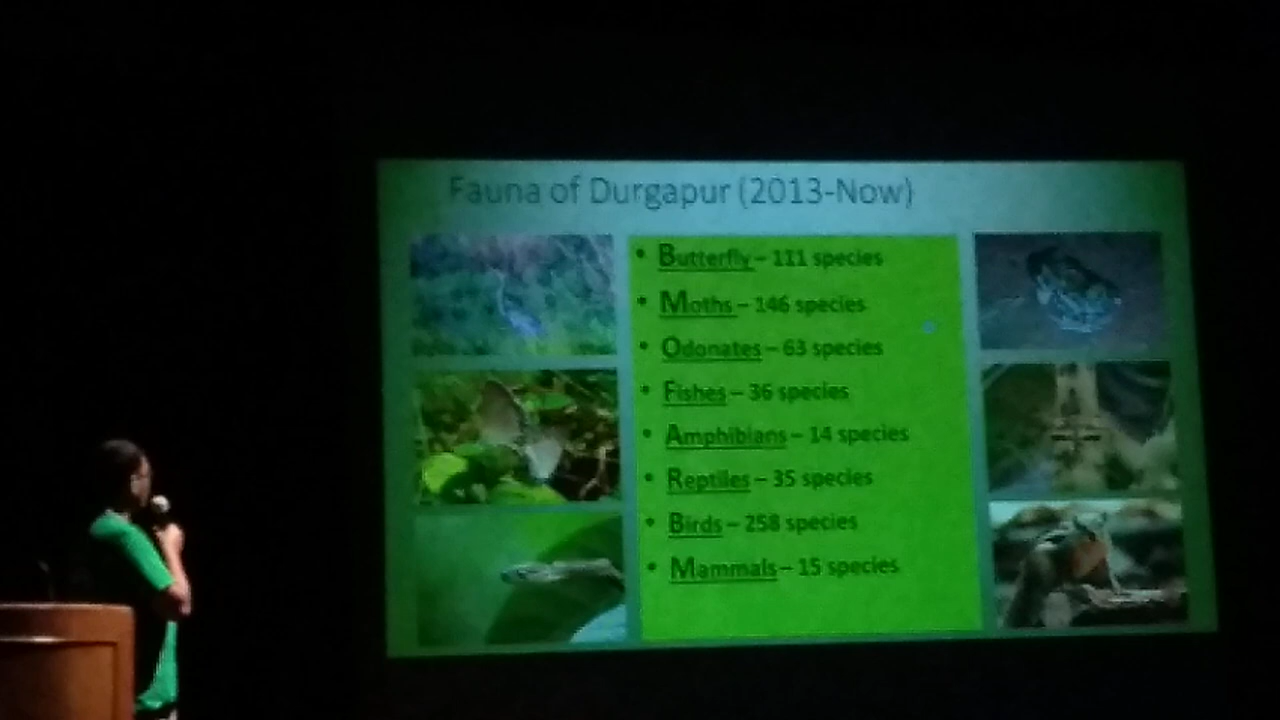 Fauna of Durgapur (2013-Now)
• Butterfly – 111 species
• Moths – 146 species
• Odonates – 63 species
• Fishes – 36 species
• Amphibians – 14 species
• Reptiles – 35 species
• Birds – 258 species
• Mammals – 15 species